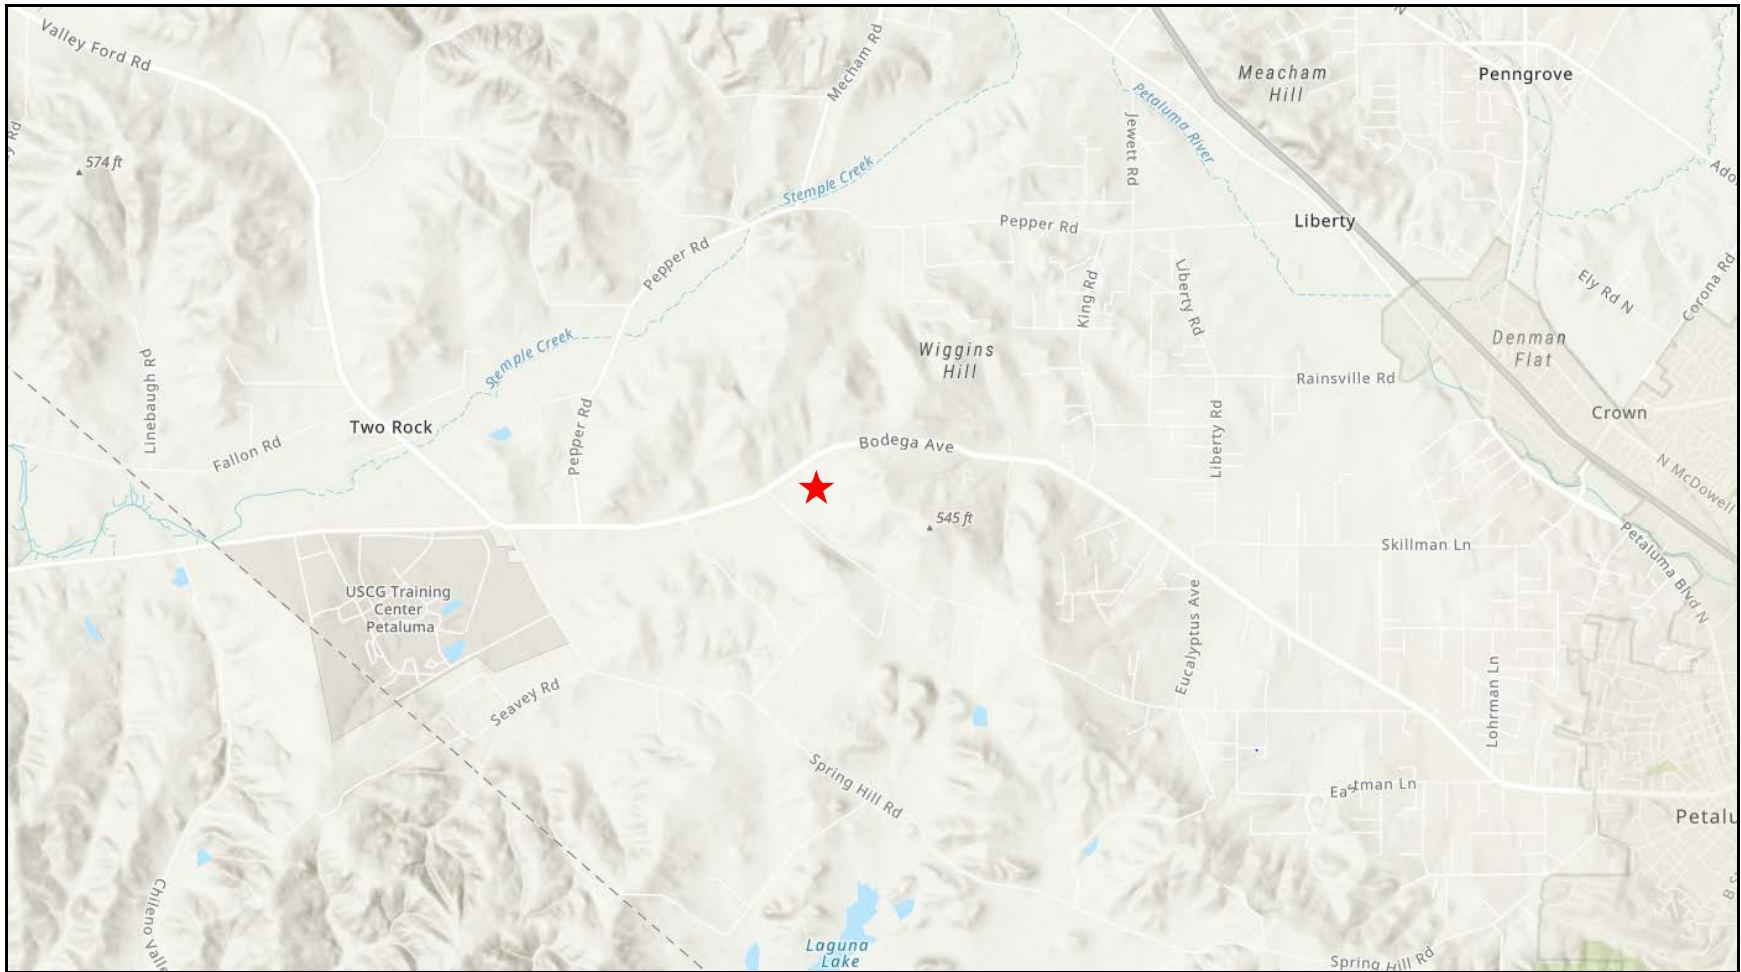 Valley Ford Rd
Mecham Rd
Meacham
Hill
Penngrove
N
Petaluma River
Jewett Rd
y Rd
574 ft
Stemple Creek
Ado
Pepper Rd
Liberty
Pepper Rd
Corona Rd
Ely Rd N
King Rd
Liberty Rd
Stemple Creek
Wiggins
Hill
Denman
Flat
Linebaugh Rd
Rainsville Rd
Crown
Two Rock
Fallon Rd
Pepper Rd
Bodega Ave
Liberty Rd
N McDowell
545 ft
Skillman Ln
Petaluma Blvd N
USCG Training
Center
Petaluma
Eucalyptus Ave
Seavey Rd
Lohrman Ln
Spring Hill Rd
Eastman Ln
Petalu
Chileno Valle
B S
Laguna
Lake
Spring Hill Rd